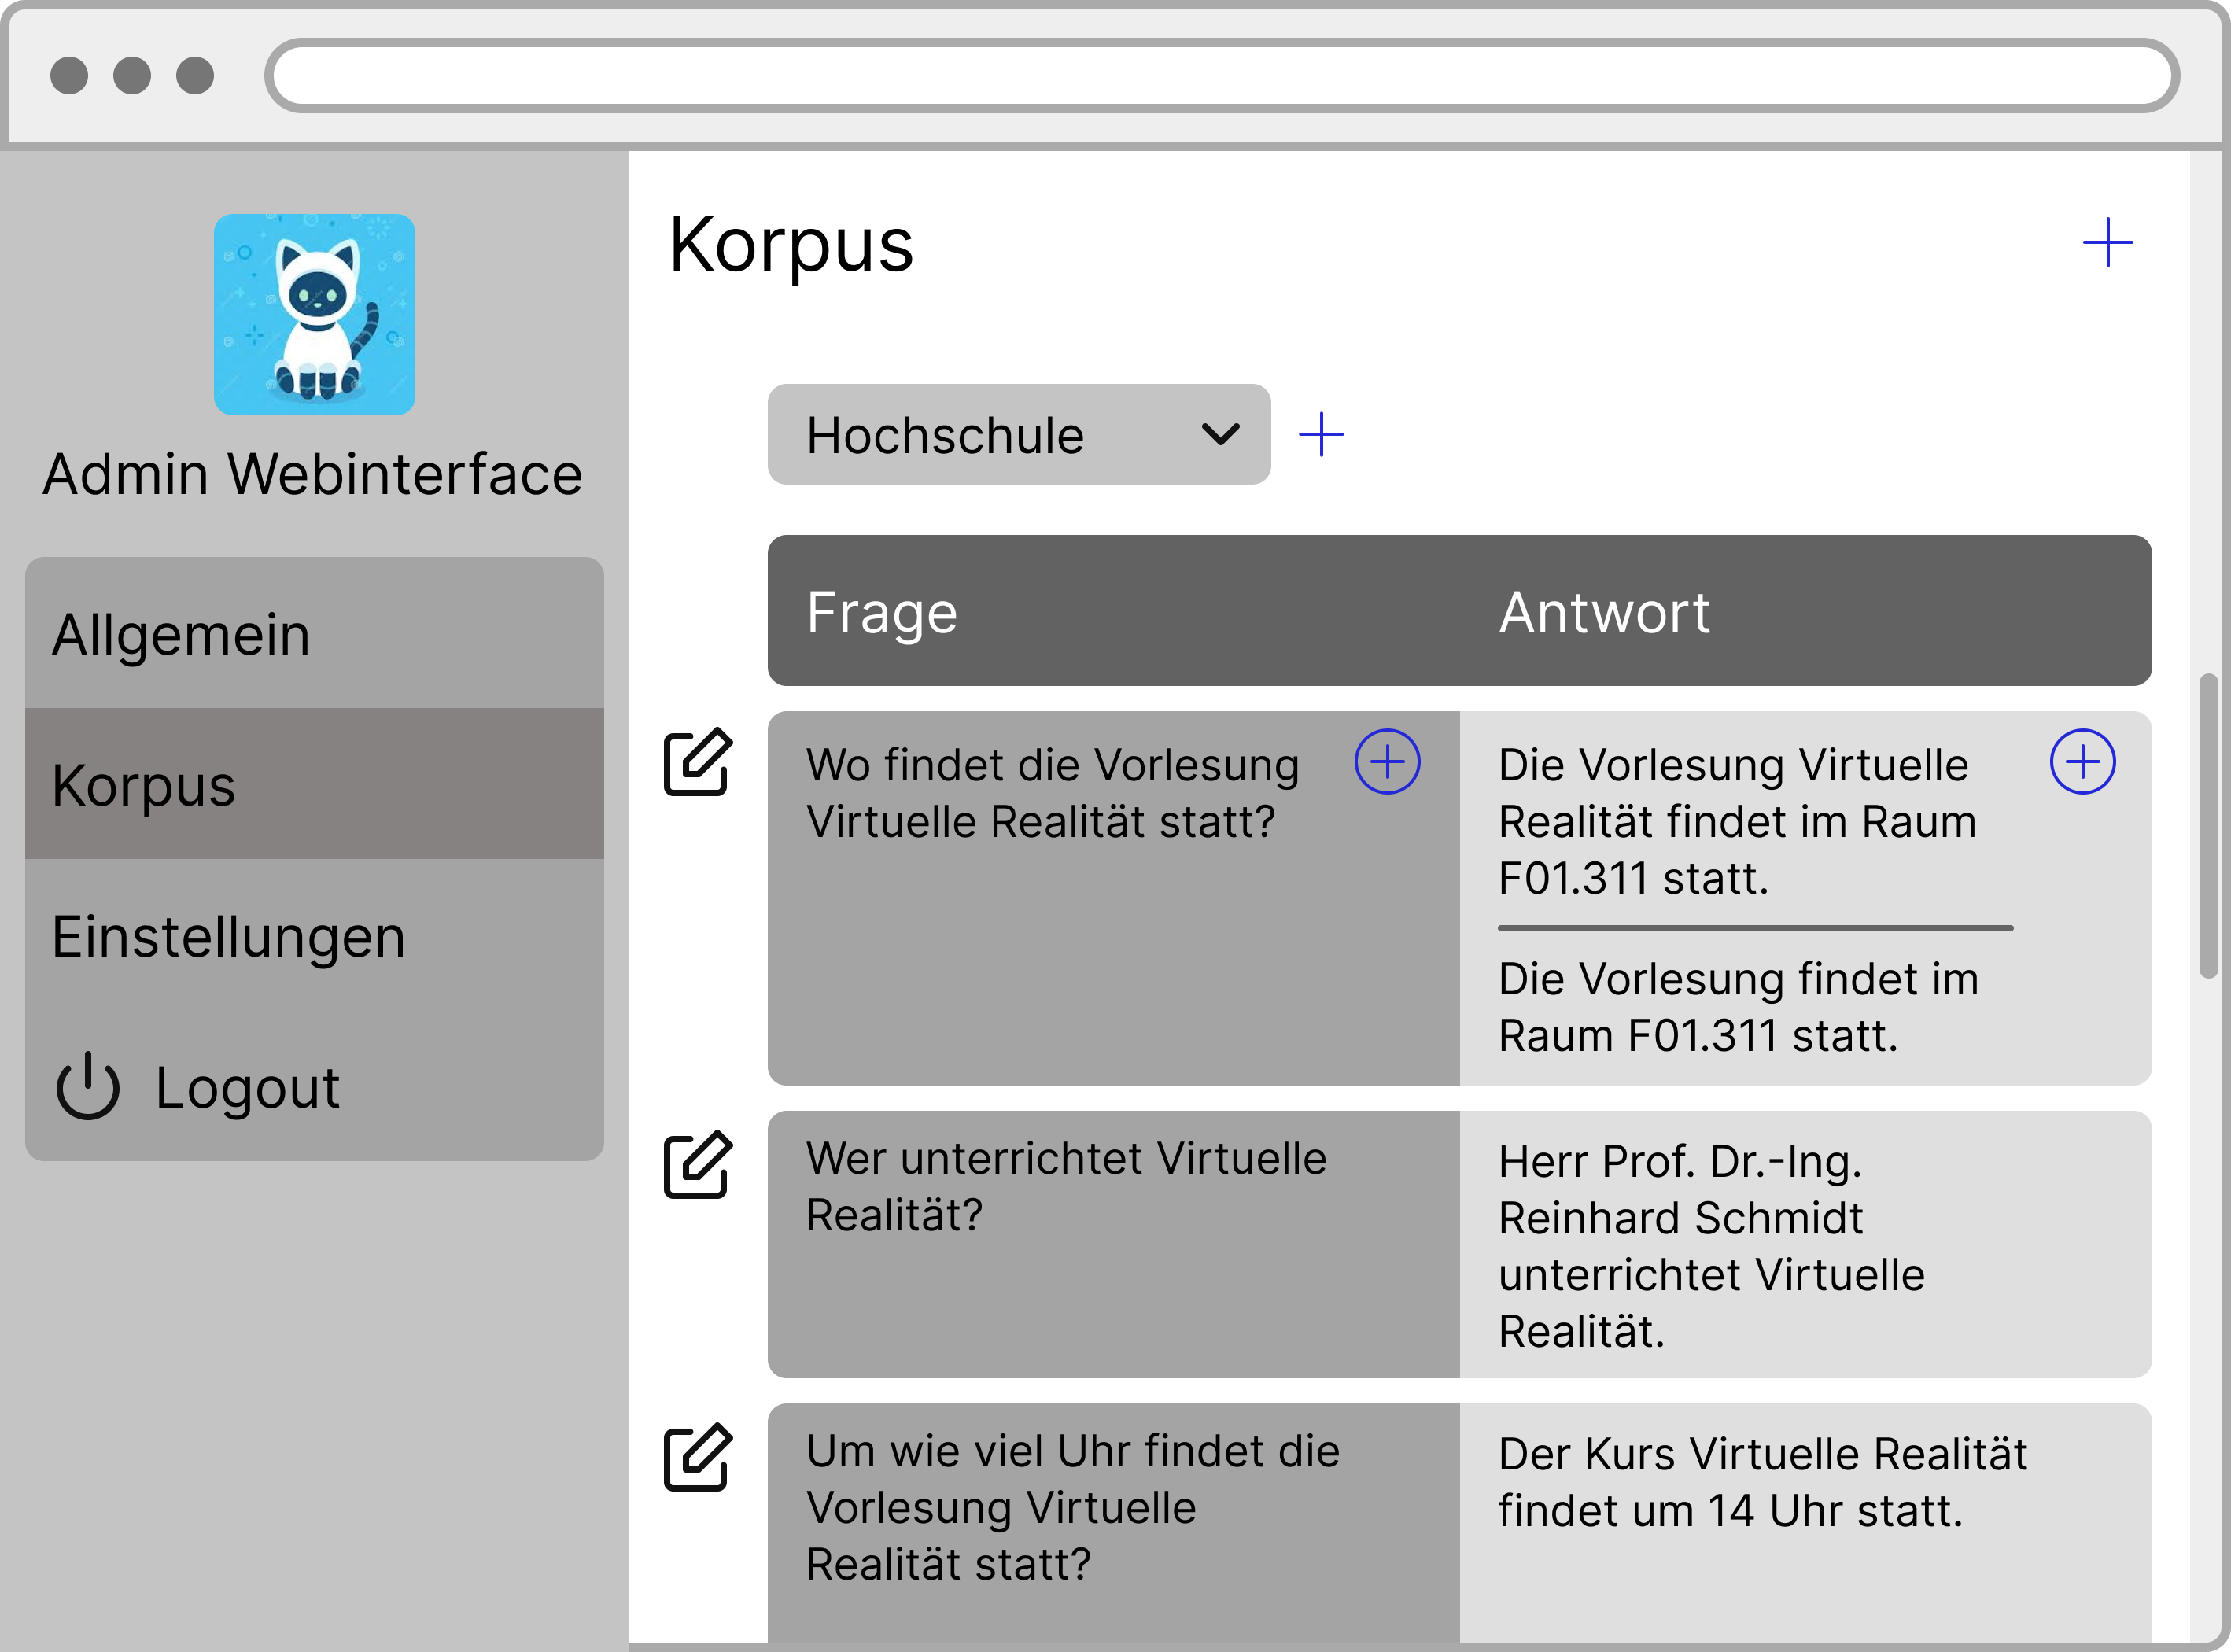 Korpus
Admin Webinterface
Allgemein
Korpus
Einstellungen
Logout
Hochschule
Frage
Antwort
Wo findet die Vorlesung
Virtuelle Realität statt?
Die Vorlesung Virtuelle
Realität findet im Raum
F01.311 statt.
Die Vorlesung findet im
Raum F01.311 statt.
Wer unterrichtet Virtuelle
Realität?
Herr Prof. Dr.-Ing.
Reinhard Schmidt
unterrichtet Virtuelle
Realität.
Um wie viel Uhr findet die
Vorlesung Virtuelle
Realität statt?
Der Kurs Virtuelle Realität
findet um 14 Uhr statt.